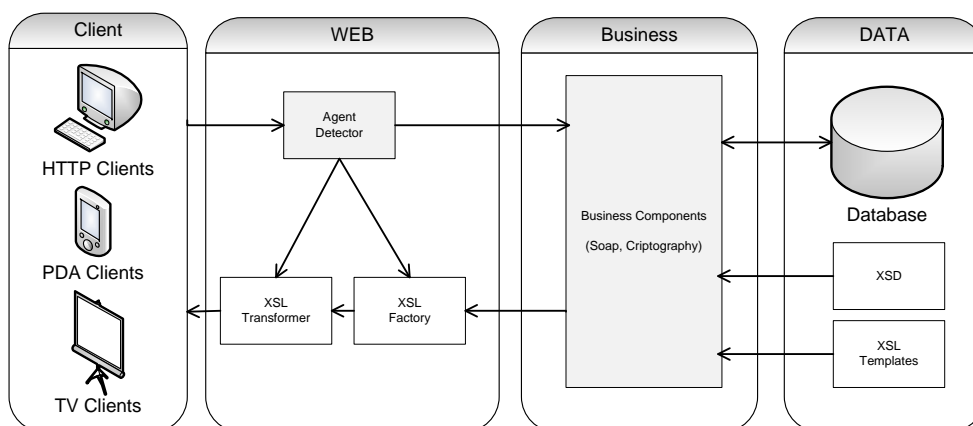 Client
WEB
Business
DATA
HTTP Clients
PDA Clients
TV Clients
Agent
Detector
XSL
Transformer
XSL
Factory
Business Components
(Soap, Criptography)
Database
XSD
XSL
Templates